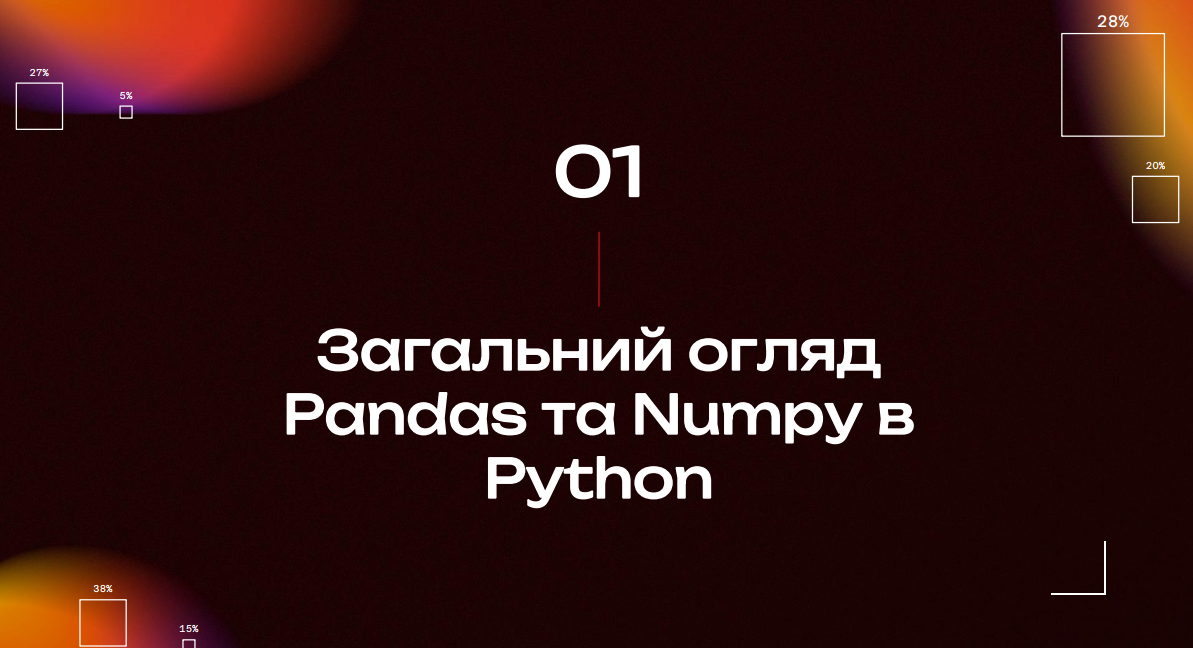 28%
27%
5%
01
20%
Загальний огляд
Pandas та Numpy в
Python
38%
15%